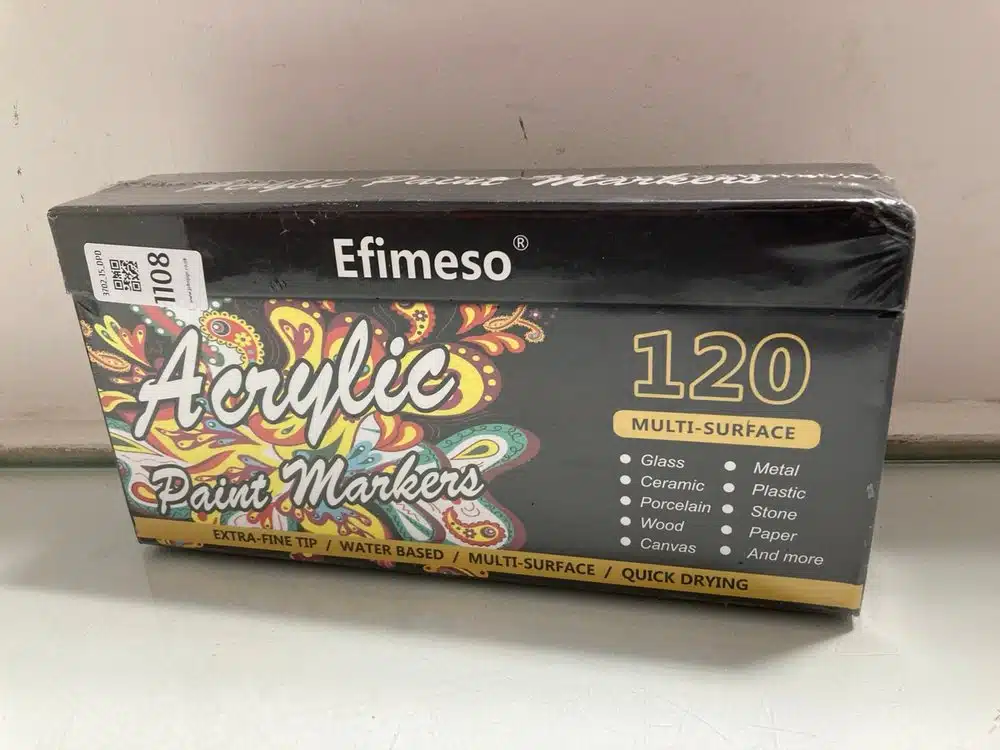 Acrylic Paint Markers
Efimeso®
3702_15_DPD
1108
Acrylic
Paint Markers
120
MULTI-SURFACE
Glass
Ceramic
Porcelain
Wood
Canvas
Metal
Plastic
Stone
Paper
And more
EXTRA-FINE TIP / WATER BASED / MULTI-SURFACE / QUICK DRYING